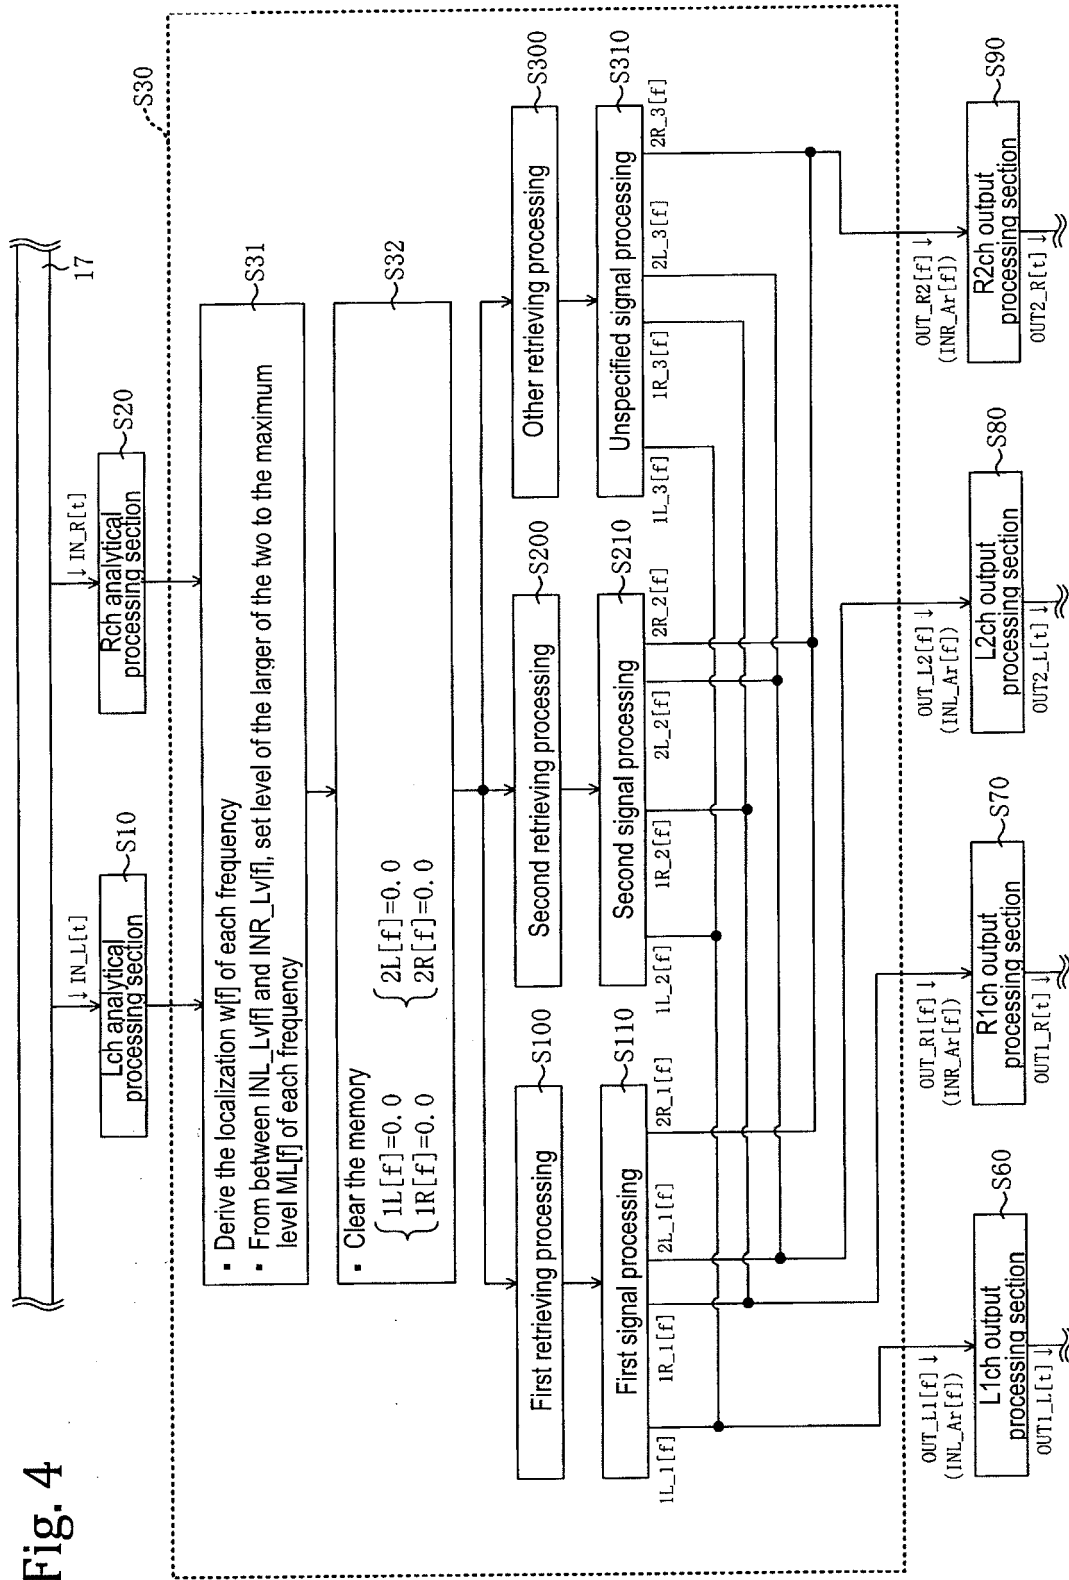 Fig. 4
17
↓ IN_L[t]
↓ IN_R[t]
Lch analytical
processing section
S10
Rch analytical
processing section
S20
S30
▪ Derive the localization w[f] of each frequency
▪ From between INL_Lv[f] and INR_Lv[f], set level of the larger of the two to the maximum
level ML[f] of each frequency
S31
▪ Clear the memory
1L[f]=0.0
1R[f]=0.0
2L[f]=0.0
2R[f]=0.0
S32
First retrieving processing
S100
Second retrieving processing
S200
Other retrieving processing
S300
First signal processing
S110
Second signal processing
S210
Unspecified signal processing
S310
1L_1[f]
1R_1[f]
2L_1[f]
2R_1[f]
1L_2[f]
1R_2[f]
2L_2[f]
2R_2[f]
1L_3[f]
1R_3[f]
2L_3[f]
2R_3[f]
OUT_L1[f] ↓
(INL_Ar[f])
OUT_R1[f] ↓
(INR_Ar[f])
OUT_L2[f] ↓
(INL_Ar[f])
OUT_R2[f] ↓
(INR_Ar[f])
L1ch output
processing section
S60
R1ch output
processing section
S70
L2ch output
processing section
S80
R2ch output
processing section
S90
OUT1_L[t] ↓
OUT1_R[t] ↓
OUT2_L[t] ↓
OUT2_R[t] ↓